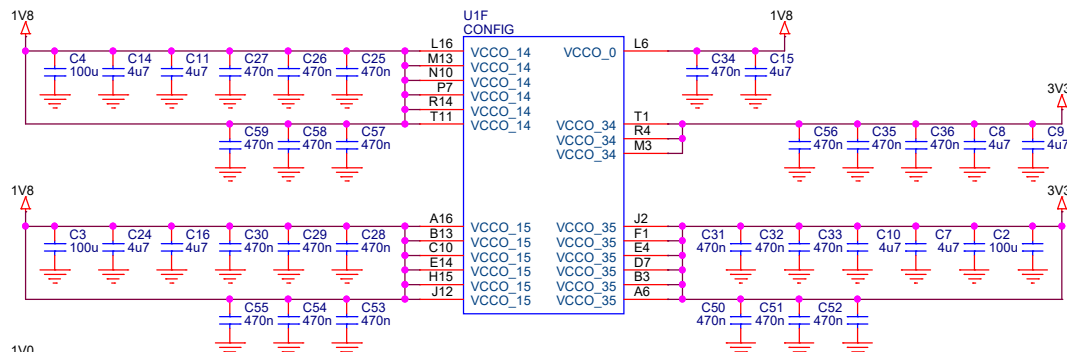 U1F
CONFIG
1V8
C4
100u
C14
4u7
C11
4u7
C27
470n
C26
470n
C25
470n
C59
470n
C58
470n
C57
470n
L16
M13
N10
P7
R14
T11
VCCO_14
VCCO_14
VCCO_14
VCCO_14
VCCO_14
VCCO_14
VCCO_0
L6
C34
470n
C15
4u7
1V8
VCCO_34
VCCO_34
VCCO_34
T1
R4
M3
C56
470n
C35
470n
C36
470n
C8
4u7
C9
4u7
3V3
1V8
C3
100u
C24
4u7
C16
4u7
C30
470n
C29
470n
C28
470n
C55
470n
C54
470n
C53
470n
A16
B13
C10
E14
H15
J12
VCCO_15
VCCO_15
VCCO_15
VCCO_15
VCCO_15
VCCO_15
VCCO_35
VCCO_35
VCCO_35
VCCO_35
VCCO_35
VCCO_35
J2
F1
E4
D7
B3
A6
C31
470n
C32
470n
C33
470n
C10
4u7
C7
4u7
C2
100u
3V3
C50
470n
C51
470n
C52
470n
1V0